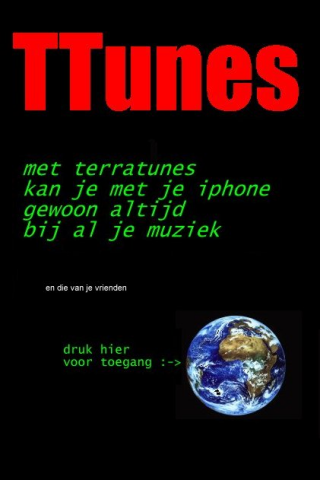 TTunes
met terratunes
kan je met je iphone
gewoon altijd
bij al je muziek
en die van je vrienden
druk hier
voor toegang :->